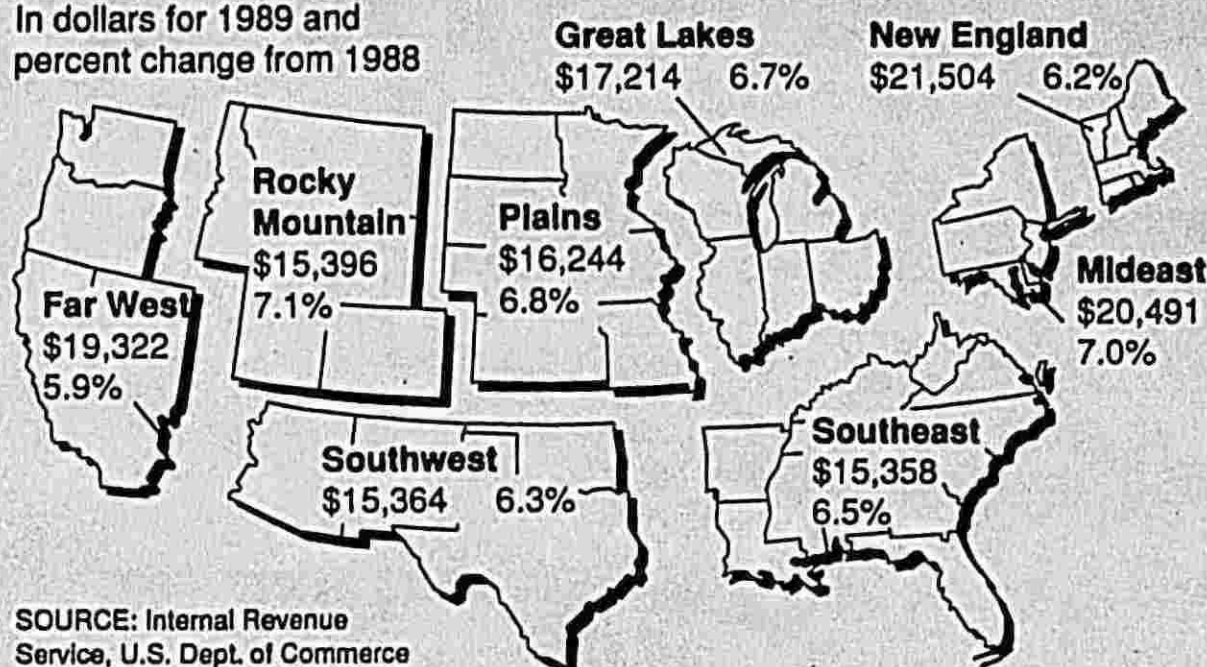 In dollars for 1989 and
percent change from 1988
Great Lakes
$17,214 6.7%
New England
$21,504 6.2%
Rocky
Mountain
$15,396
7.1%
Plains
$16,244
6.8%
Mideast
$20,491
7.0%
Far West
$19,322
5.9%
Southwest
$15,364 6.3%
Southeast
$15,358
6.5%
SOURCE: Internal Revenue
Service, U.S. Dept. of Commerce